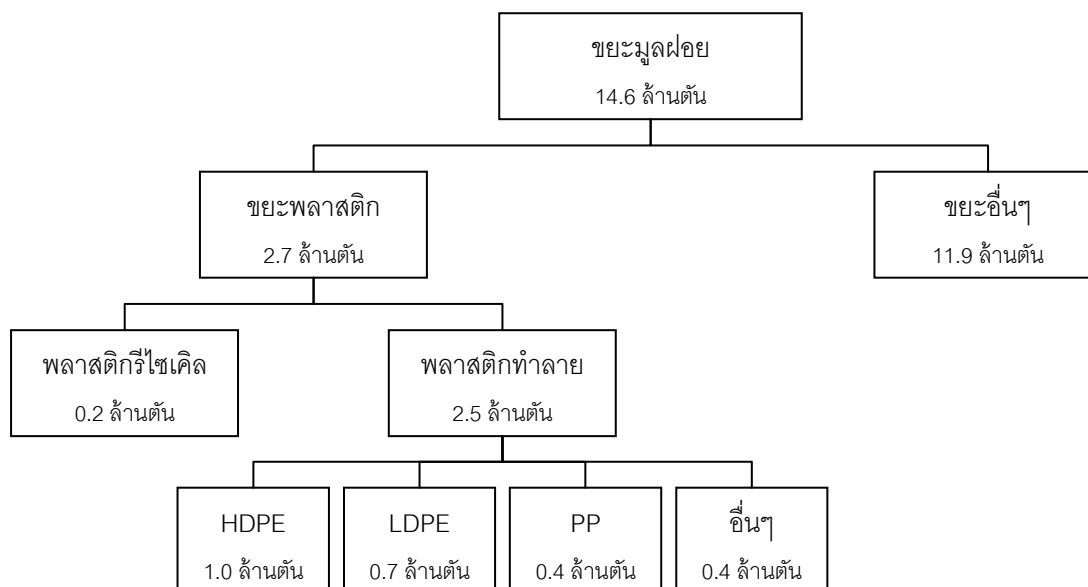 ขยะมูลฝอย
14.6 ล้านตัน
ขยะพลาสติก
2.7 ล้านตัน
ขยะอื่นๆ
11.9 ล้านตัน
พลาสติกรีไซเคิล
0.2 ล้านตัน
พลาสติกทำลาย
2.5 ล้านตัน
HDPE
1.0 ล้านตัน
LDPE
0.7 ล้านตัน
PP
0.4 ล้านตัน
อื่นๆ
0.4 ล้านตัน